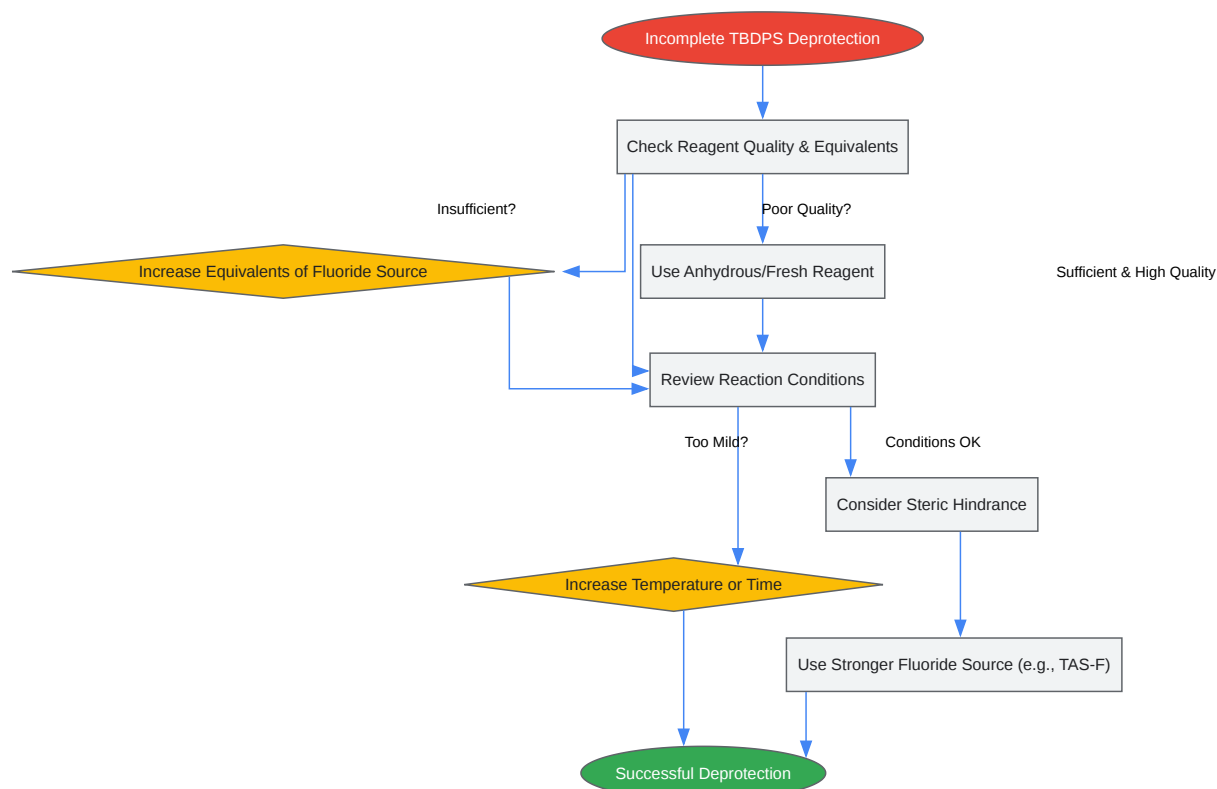 Incomplete TBDPS Deprotection
Check Reagent Quality & Equivalents
Insufficient?
Poor Quality?
Increase Equivalents of Fluoride Source
Use Anhydrous/Fresh Reagent
Sufficient & High Quality
Review Reaction Conditions
Too Mild?
Conditions OK
Consider Steric Hindrance
Increase Temperature or Time
Use Stronger Fluoride Source (e.g., TAS-F)
Successful Deprotection